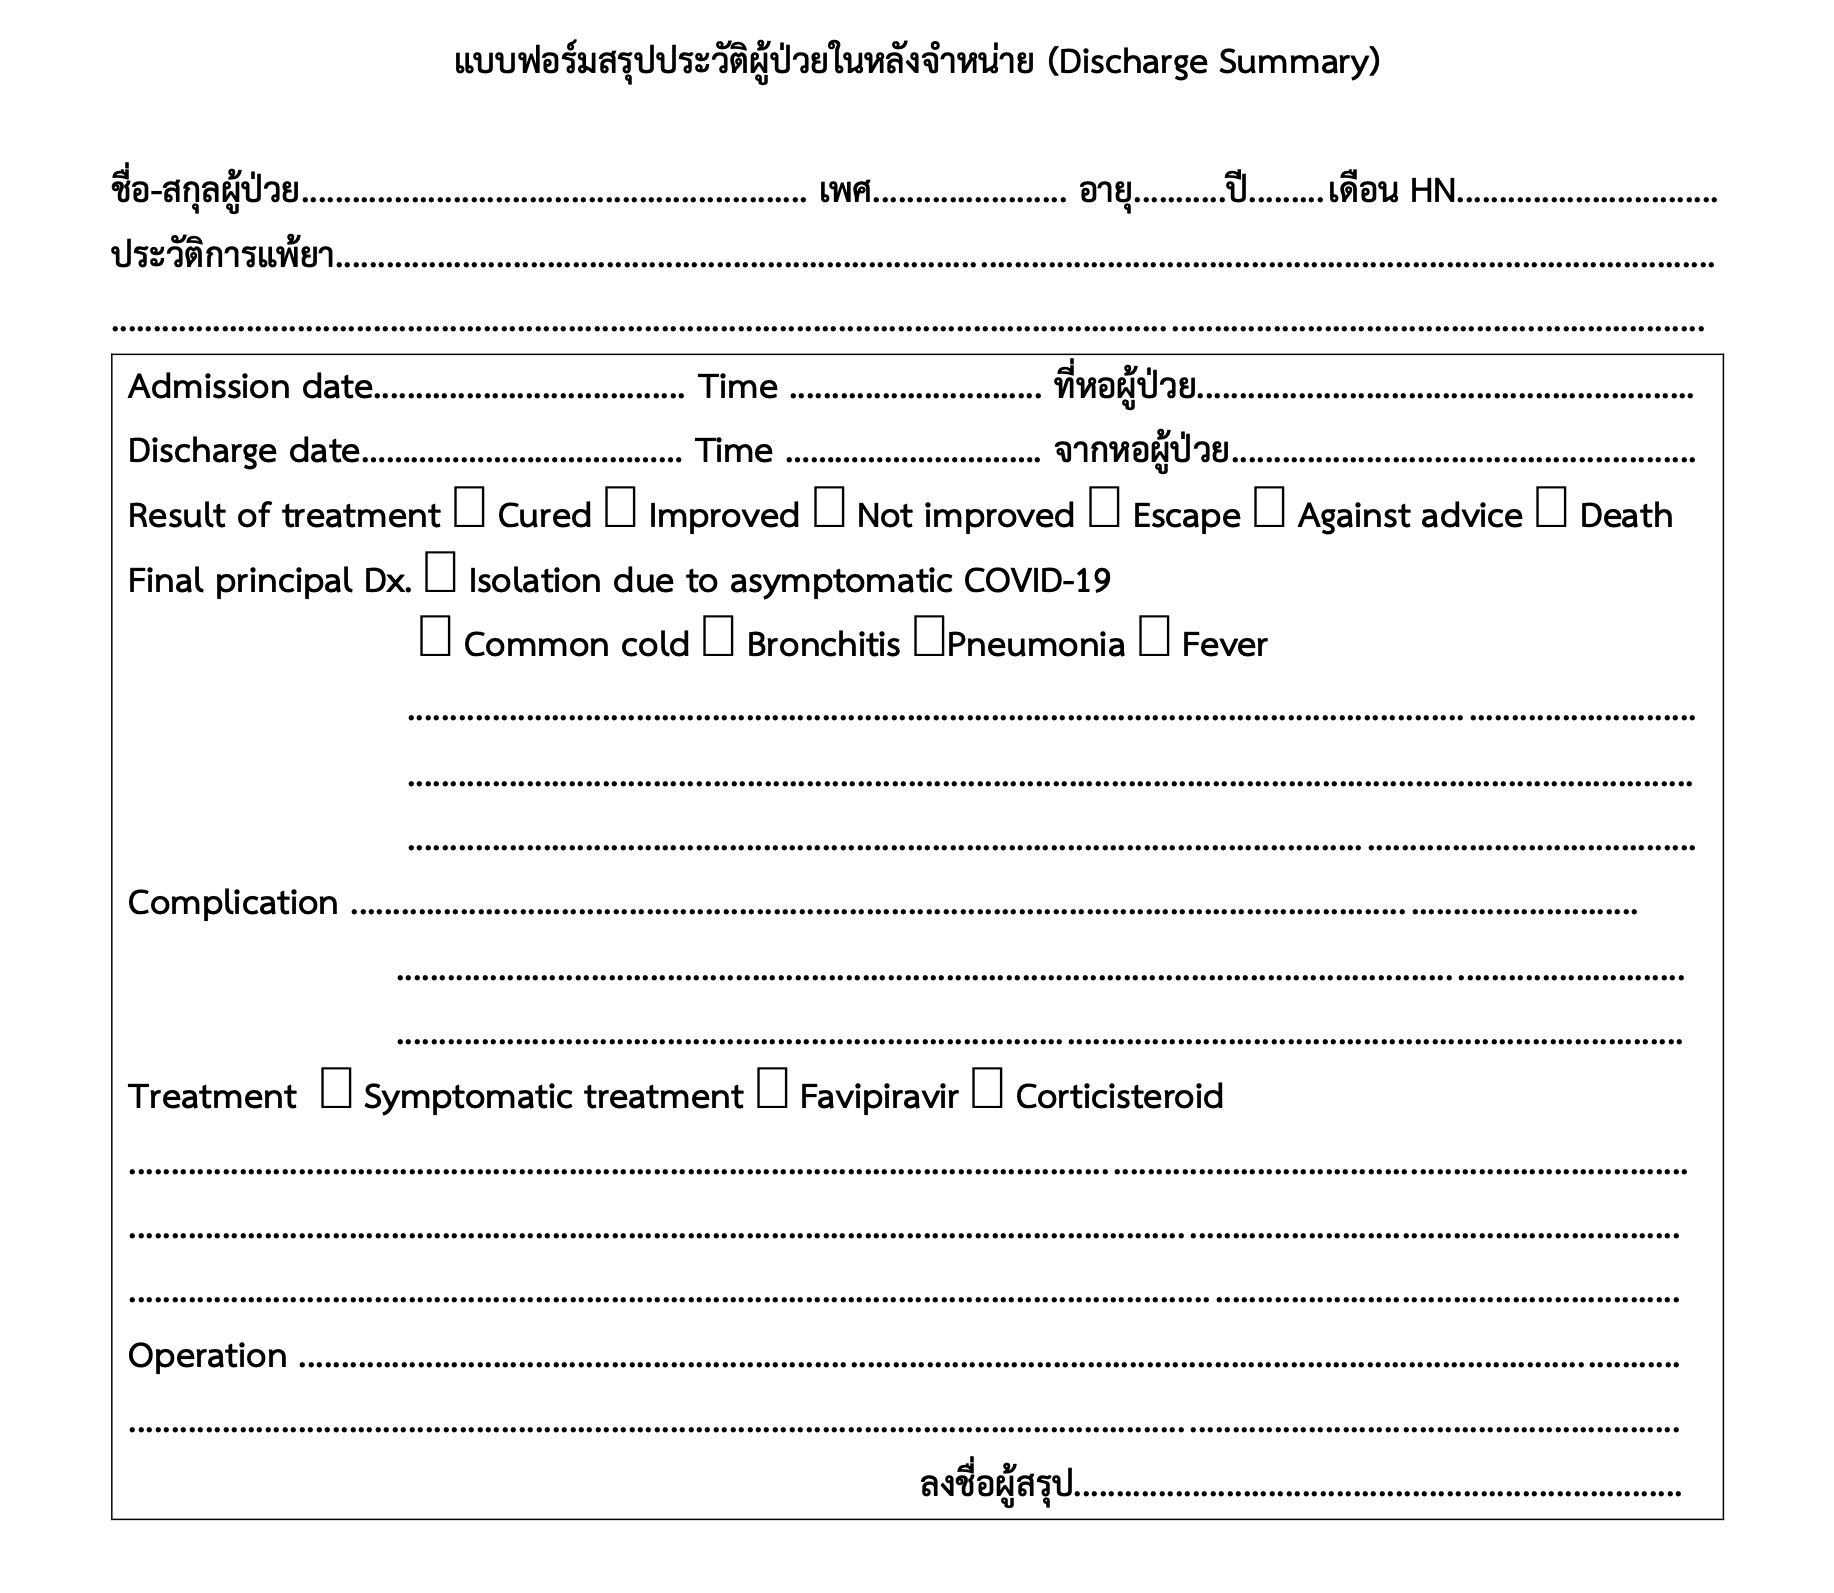 แบบฟอร์มสรุปประวัติผู้ป่วยในหลังจำหน่าย (Discharge Summary)
ชื่อ-สกุลผู้ป่วย............................................................ เพศ....................... อายุ...........ปี.........เดือน HN...............................
ประวัติการแพ้ยา....................................................................................................................................................................
..............................................................................................................................................................................................
Admission date..................................... Time .............................. ที่หอผู้ป่วย...........................................................
Discharge date...................................... Time .............................. จากหอผู้ป่วย.......................................................
Result of treatment ☐ Cured ☐ Improved ☐ Not improved ☐ Escape ☐ Against advice ☐ Death
Final principal Dx. ☐ Isolation due to asymptomatic COVID-19
☐ Common cold ☐ Bronchitis ☐Pneumonia ☐ Fever
.........................................................................................................................................................
.........................................................................................................................................................
.........................................................................................................................................................
Complication .........................................................................................................................................................
.........................................................................................................................................................
.........................................................................................................................................................
Treatment ☐ Symptomatic treatment ☐ Favipiravir ☐ Corticisteroid
.........................................................................................................................................................................................
.........................................................................................................................................................................................
.........................................................................................................................................................................................
Operation ....................................................................................................................................................................
.........................................................................................................................................................................................
ลงชื่อผู้สรุป........................................................................